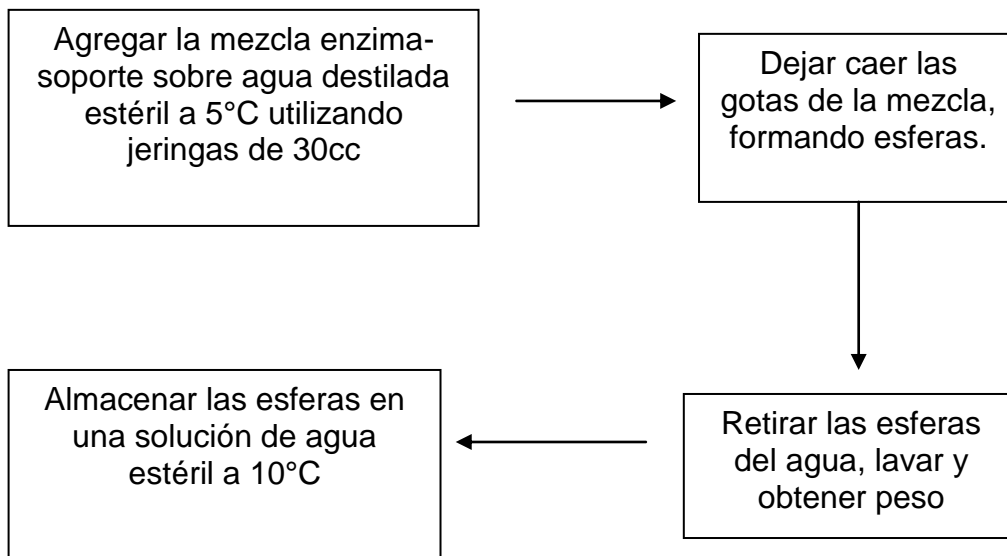 Agregar la mezcla enzima-
soporte sobre agua destilada
estéril a 5°C utilizando
jeringas de 30cc
Dejar caer las
gotas de la mezcla,
formando esferas.
Retirar las esferas
del agua, lavar y
obtener peso
Almacenar las esferas en
una solución de agua
estéril a 10°C